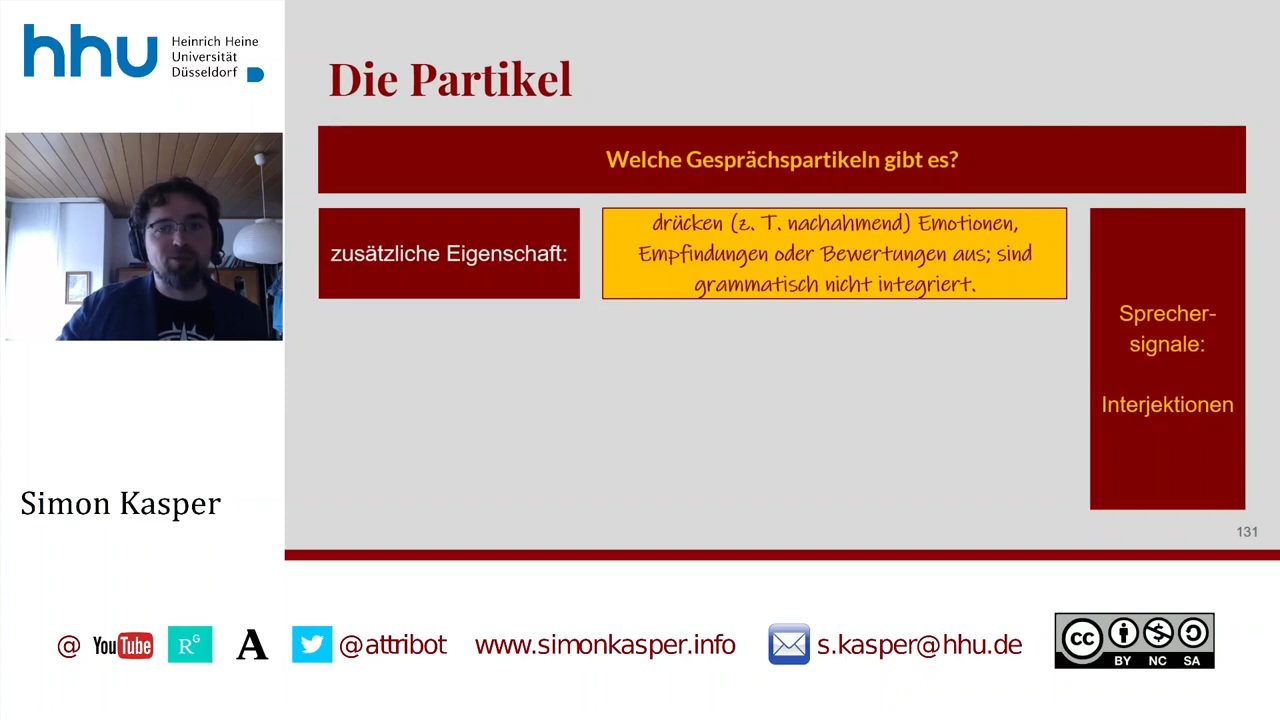 hhu
Heinrich Heine
Universität
Düsseldorf
Die Partikel
Welche Gesprächspartikeln gibt es?
zusätzliche Eigenschaft:
drücken (z. T. nachahmend) Emotionen,
Empfindungen oder Bewertungen aus; sind
grammatisch nicht integriert.
Sprecher-
signale:
Interjektionen
Simon Kasper
131
@ YouTube RG A @attribot www.simonkasper.info s.kasper@hhu.de
cc BY NC SA